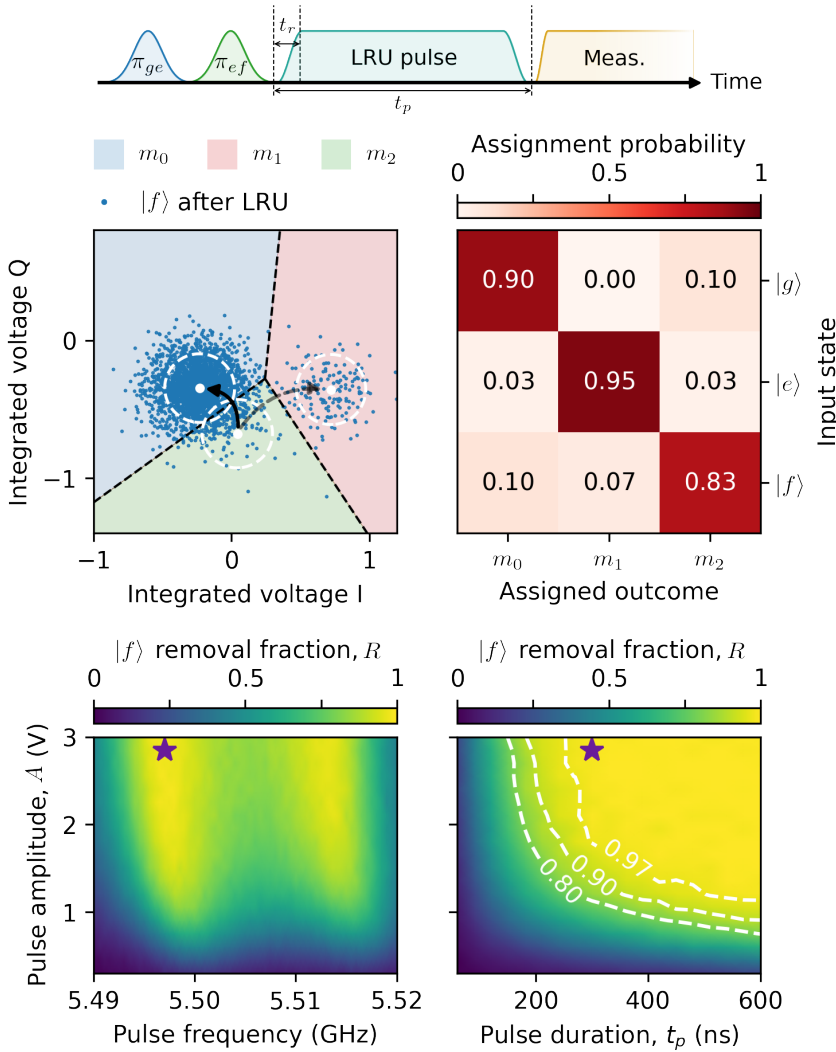 t_r
π_ge π_ef LRU pulse Meas. Time
t_p
m_0 m_1 m_2
|f⟩ after LRU
Integrated voltage Q
0
−1
−1 0 1
Integrated voltage I
Assignment probability
0 0.5 1
0.90 0.00 0.10 |g⟩
0.03 0.95 0.03 |e⟩
0.10 0.07 0.83 |f⟩
Input state
m_0 m_1 m_2
Assigned outcome
|f⟩ removal fraction, R
0 0.5 1
Pulse amplitude, A (V)
3
2
1
5.49 5.50 5.51 5.52
Pulse frequency (GHz)
|f⟩ removal fraction, R
0 0.5 1
0.97
0.90
0.80
200 400 600
Pulse duration, t_p (ns)